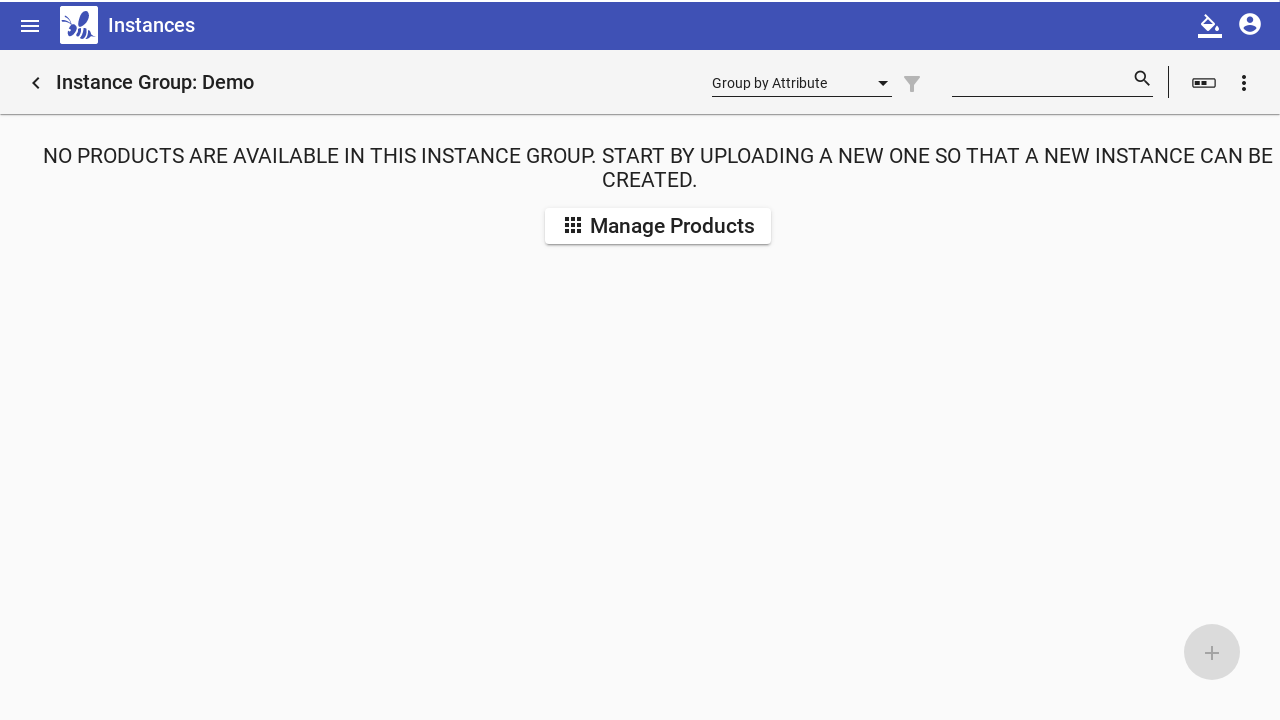 Instances
Instance Group: Demo
Group by Attribute
NO PRODUCTS ARE AVAILABLE IN THIS INSTANCE GROUP. START BY UPLOADING A NEW ONE SO THAT A NEW INSTANCE CAN BE
CREATED.
Manage Products